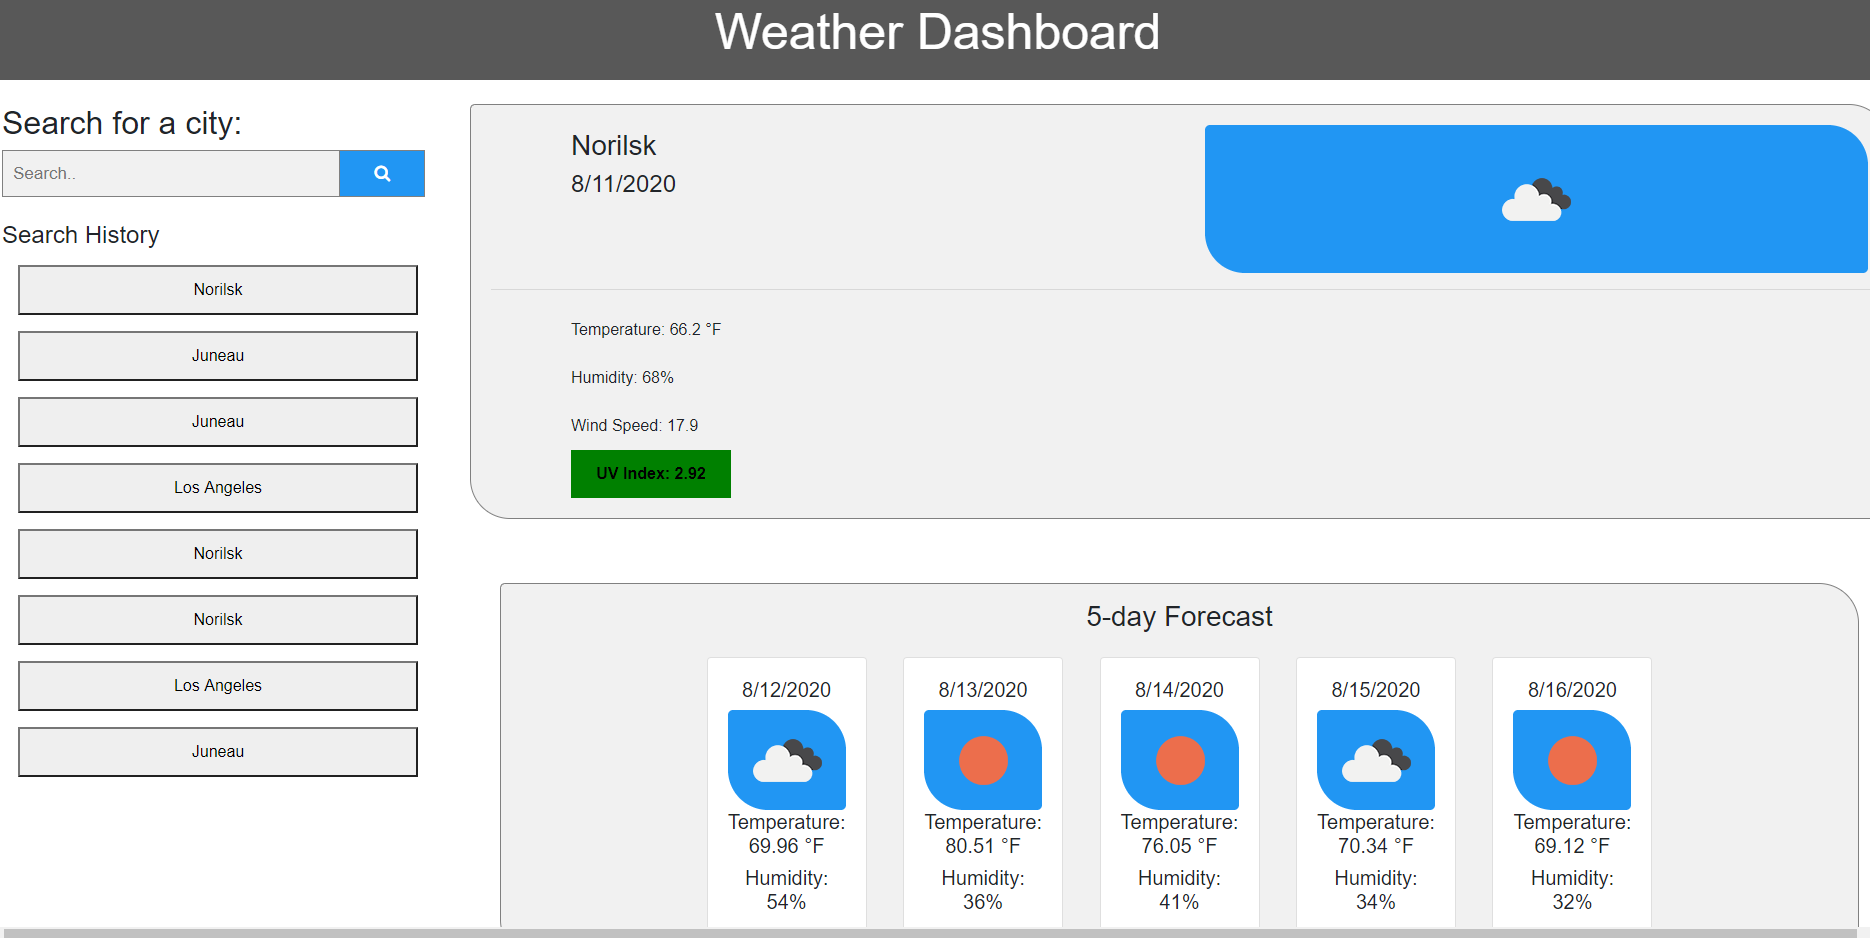 Weather Dashboard
Search for a city:
Search..
Search History
Norilsk
Juneau
Juneau
Los Angeles
Norilsk
Norilsk
Los Angeles
Juneau
Norilsk
8/11/2020
Temperature: 66.2 °F
Humidity: 68%
Wind Speed: 17.9
UV Index: 2.92
5-day Forecast
8/12/2020
Temperature:
69.96 °F
Humidity:
54%
8/13/2020
Temperature:
80.51 °F
Humidity:
36%
8/14/2020
Temperature:
76.05 °F
Humidity:
41%
8/15/2020
Temperature:
70.34 °F
Humidity:
34%
8/16/2020
Temperature:
69.12 °F
Humidity:
32%